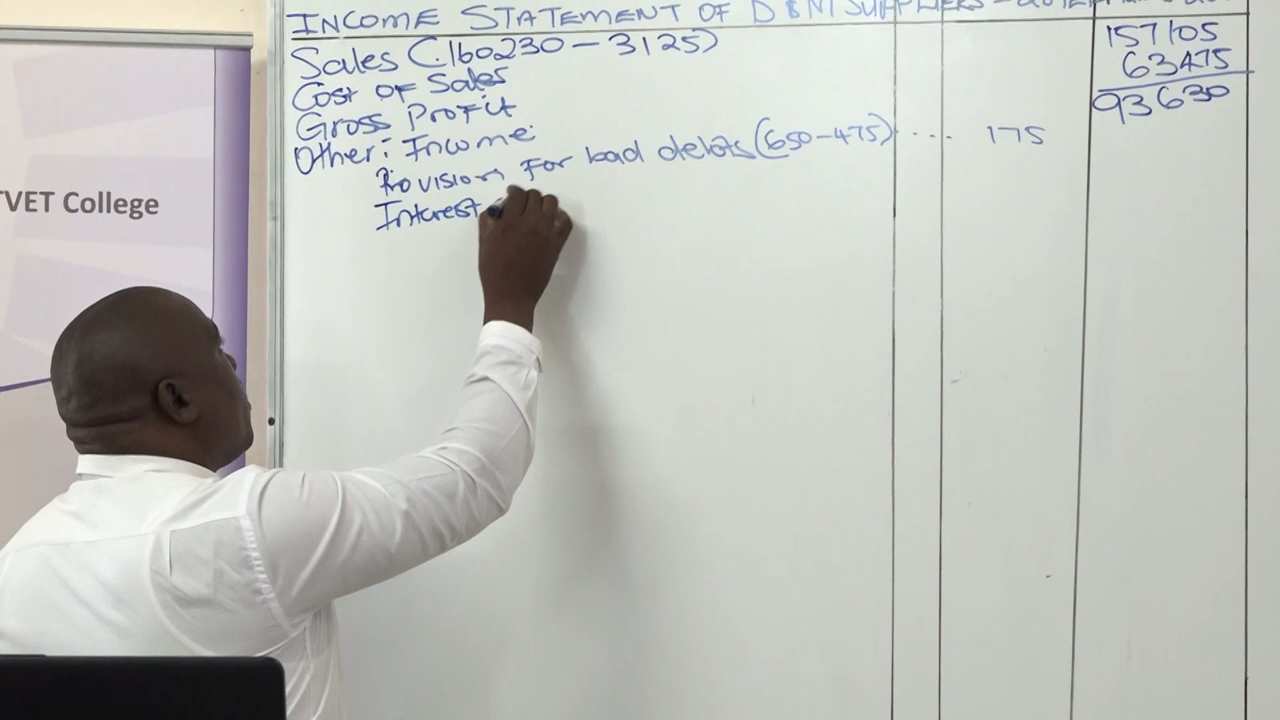 INCOME STATEMENT OF D & N SUPPLIERS -
Sales (160230 - 3125) 157105
Cost of Sales 63475
Gross Profit 93630
Other: Income:
Provision for bad debts (650-475) ... 175
Interest
TVET College